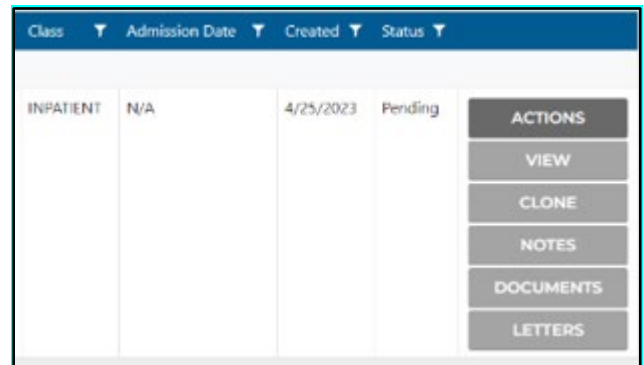 Class Admission Date Created Status
INPATIENT N/A 4/25/2023 Pending
ACTIONS
VIEW
CLONE
NOTES
DOCUMENTS
LETTERS